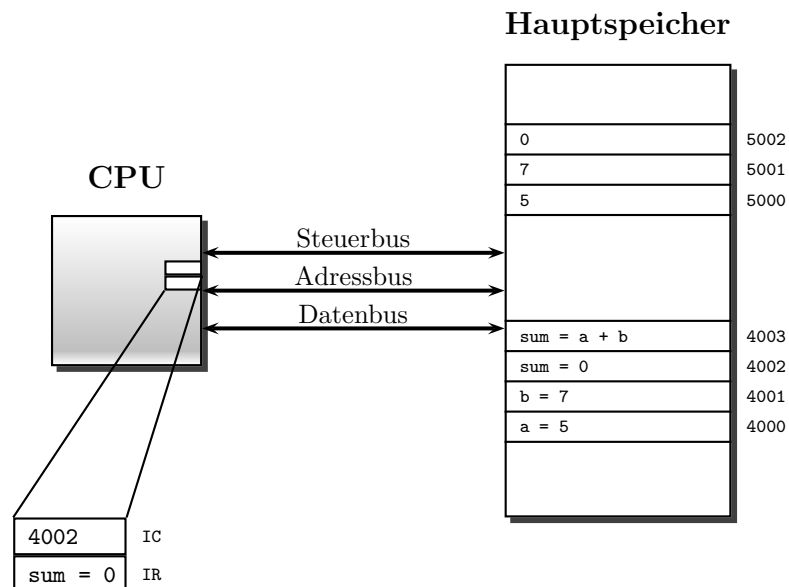 Hauptspeicher
0 5002
7 5001
5 5000
CPU
Steuerbus
Adressbus
Datenbus
sum = a + b 4003
sum = 0 4002
b = 7 4001
a = 5 4000
4002 IC
sum = 0 IR